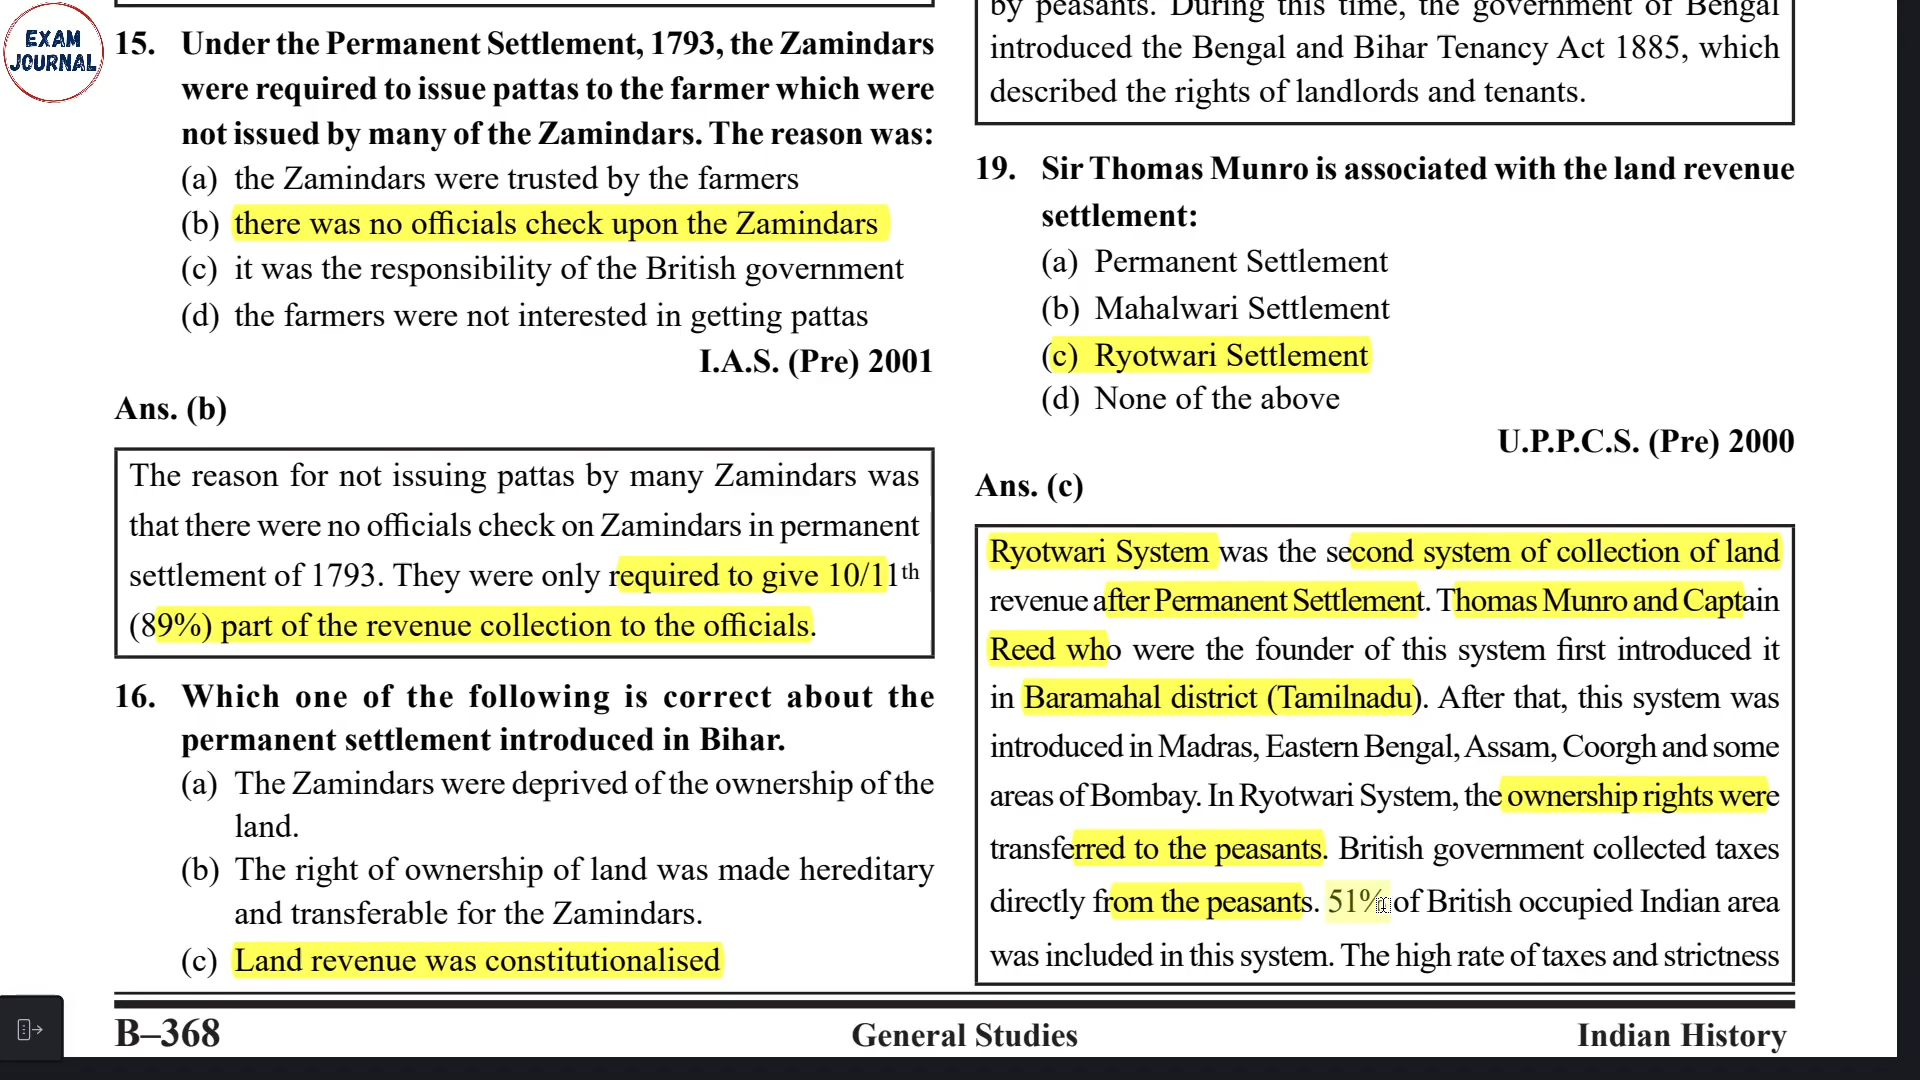 EXAM
JOURNAL
15. Under the Permanent Settlement, 1793, the Zamindars
were required to issue pattas to the farmer which were
not issued by many of the Zamindars. The reason was:
(a) the Zamindars were trusted by the farmers
(b) there was no officials check upon the Zamindars
(c) it was the responsibility of the British government
(d) the farmers were not interested in getting pattas
I.A.S. (Pre) 2001
Ans. (b)
The reason for not issuing pattas by many Zamindars was
that there were no officials check on Zamindars in permanent
settlement of 1793. They were only required to give 10/11th
(89%) part of the revenue collection to the officials.
16. Which one of the following is correct about the
permanent settlement introduced in Bihar.
(a) The Zamindars were deprived of the ownership of the
land.
(b) The right of ownership of land was made hereditary
and transferable for the Zamindars.
(c) Land revenue was constitutionalised
by peasants. During this time, the government of Bengal
introduced the Bengal and Bihar Tenancy Act 1885, which
described the rights of landlords and tenants.
19. Sir Thomas Munro is associated with the land revenue
settlement:
(a) Permanent Settlement
(b) Mahalwari Settlement
(c) Ryotwari Settlement
(d) None of the above
U.P.P.C.S. (Pre) 2000
Ans. (c)
Ryotwari System was the second system of collection of land
revenue after Permanent Settlement. Thomas Munro and Captain
Reed who were the founder of this system first introduced it
in Baramahal district (Tamilnadu). After that, this system was
introduced in Madras, Eastern Bengal, Assam, Coorgh and some
areas of Bombay. In Ryotwari System, the ownership rights were
transferred to the peasants. British government collected taxes
directly from the peasants. 51% of British occupied Indian area
was included in this system. The high rate of taxes and strictness
B–368
General Studies
Indian History